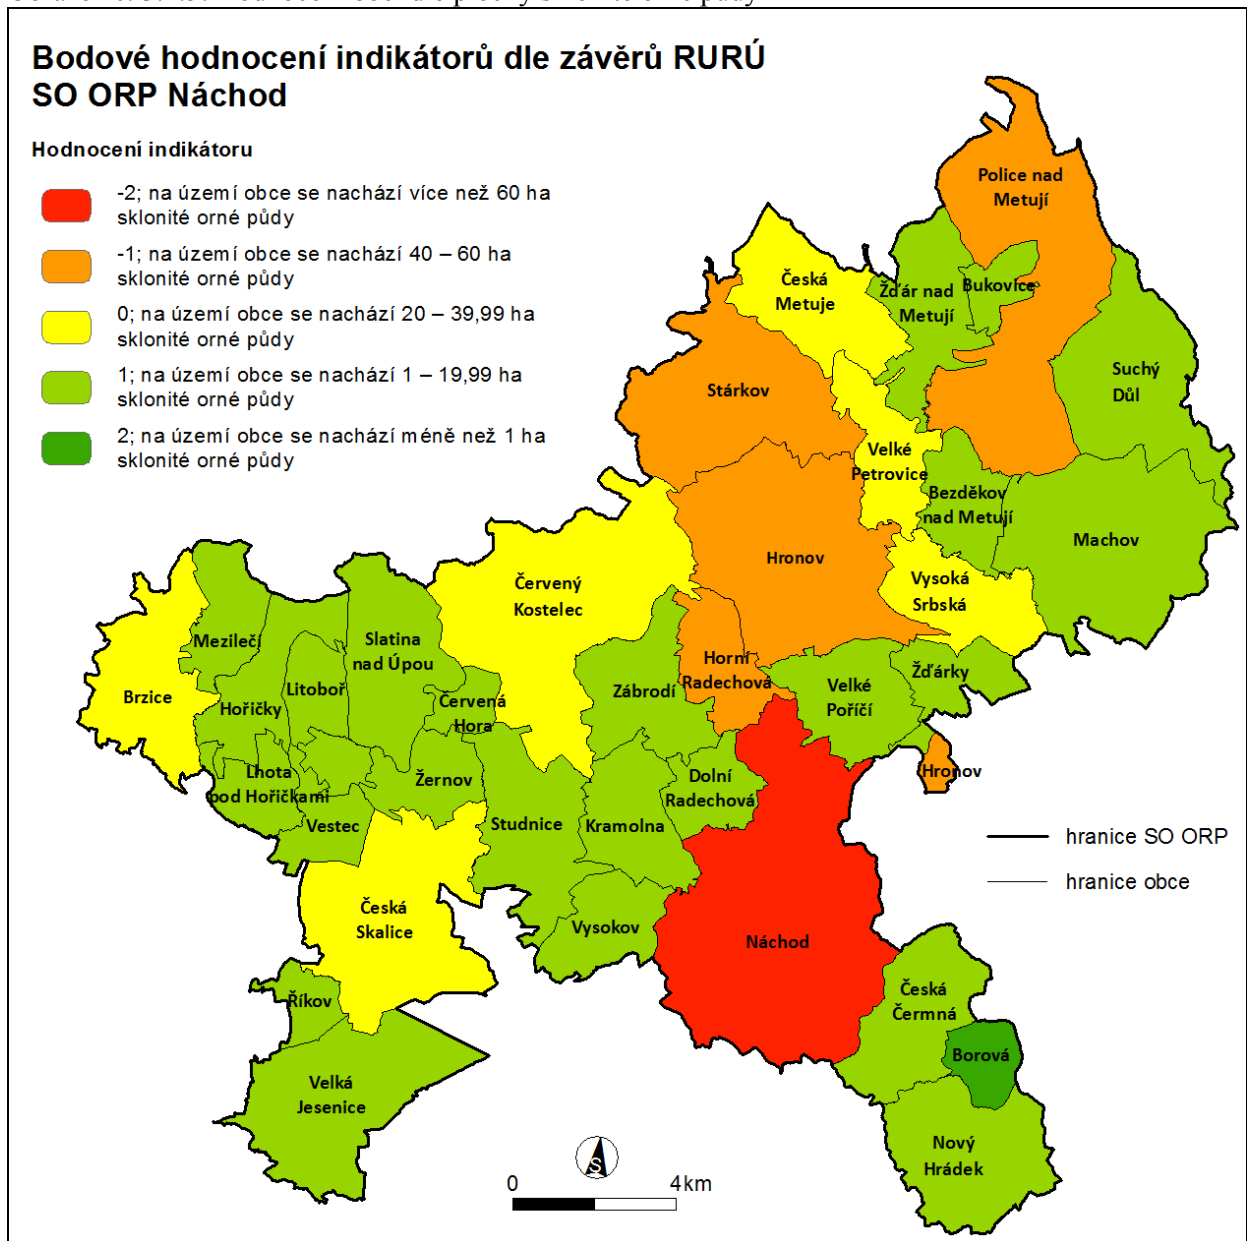 Bodové hodnocení indikátorů dle závěrů RURÚ
SO ORP Náchod
Hodnocení indikátoru
-2; na území obce se nachází více než 60 ha
sklonité orné půdy
-1; na území obce se nachází 40 – 60 ha
sklonité orné půdy
0; na území obce se nachází 20 – 39,99 ha
sklonité orné půdy
1; na území obce se nachází 1 – 19,99 ha
sklonité orné půdy
2; na území obce se nachází méně než 1 ha
sklonité orné půdy
Police nad
Metují
Česká
Metuje
Žďár nad
Metují
Bukovice
Suchý
Důl
Stárkov
Velké
Petrovice
Bezděkov
nad Metují
Machov
Hronov
Vysoká
Srbská
Červený
Kostelec
Mezilečí
Slatina
nad Úpou
Brzice
Hořičky
Litoboř
Červená
Hora
Zábrodí
Horní
Radechová
Velké
Poříčí
Žďárky
Hronov
Lhota
pod Hořičkami
Žernov
Dolní
Radechová
Vestec
Studnice
Kramolna
hranice SO ORP
hranice obce
Česká
Skalice
Vysokov
Náchod
Říkov
Česká
Čermná
Borová
Velká
Jesenice
Nový
Hrádek
S
0
4km